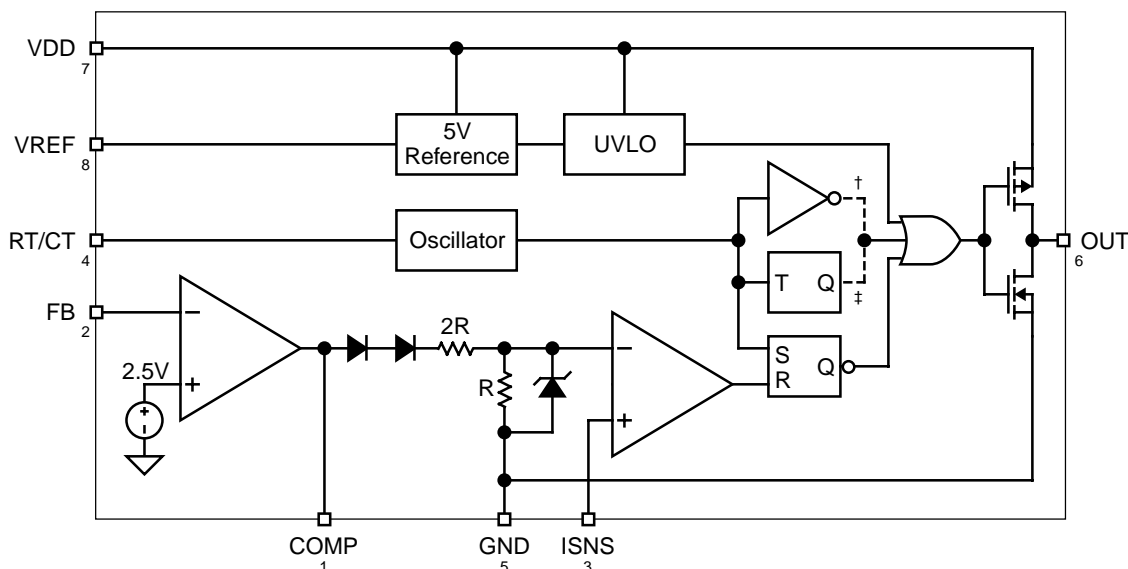 VDD
7
VREF
8
5V
Reference
UVLO
†
RT/CT
4
Oscillator
OUT
6
T Q
‡
FB
2
2R
−
−
S
R
Q
2.5V
+
R
+
-
+
COMP
1
GND
5
ISNS
3